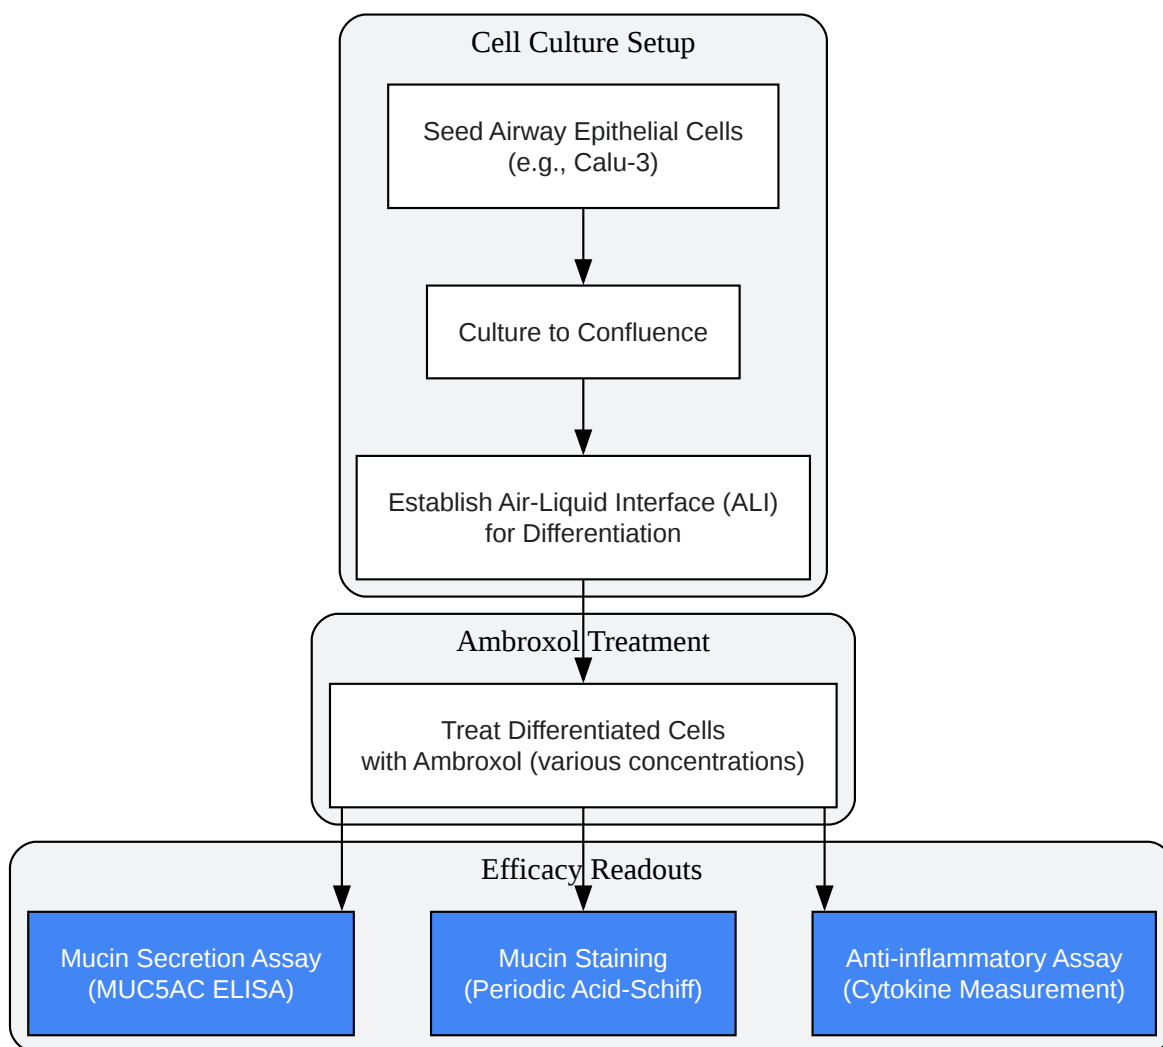 Cell Culture Setup
Seed Airway Epithelial Cells
(e.g., Calu-3)
Culture to Confluence
Establish Air-Liquid Interface (ALI)
for Differentiation
Ambroxol Treatment
Treat Differentiated Cells
with Ambroxol (various concentrations)
Efficacy Readouts
Mucin Secretion Assay
(MUC5AC ELISA)
Mucin Staining
(Periodic Acid-Schiff)
Anti-inflammatory Assay
(Cytokine Measurement)